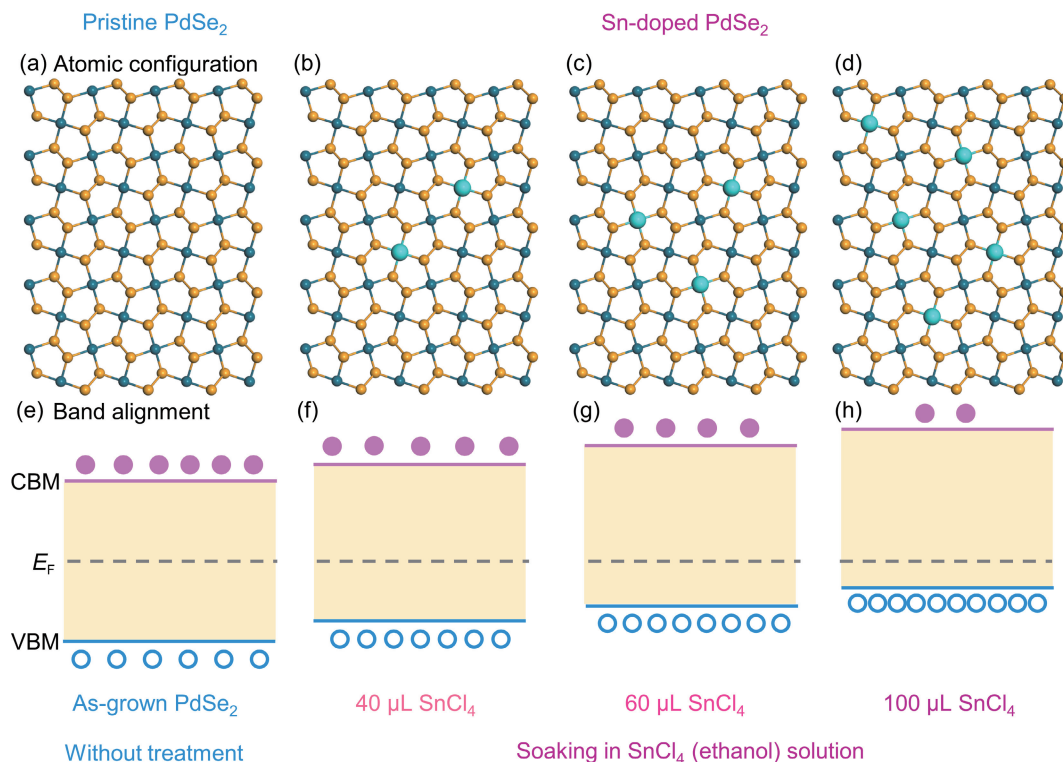 Pristine PdSe₂
Sn-doped PdSe₂
(a) Atomic configuration
(b)
(c)
(d)
(e) Band alignment
(f)
(g)
(h)
CBM
E_F
VBM
As-grown PdSe₂
40 μL SnCl₄
60 μL SnCl₄
100 μL SnCl₄
Without treatment
Soaking in SnCl₄ (ethanol) solution